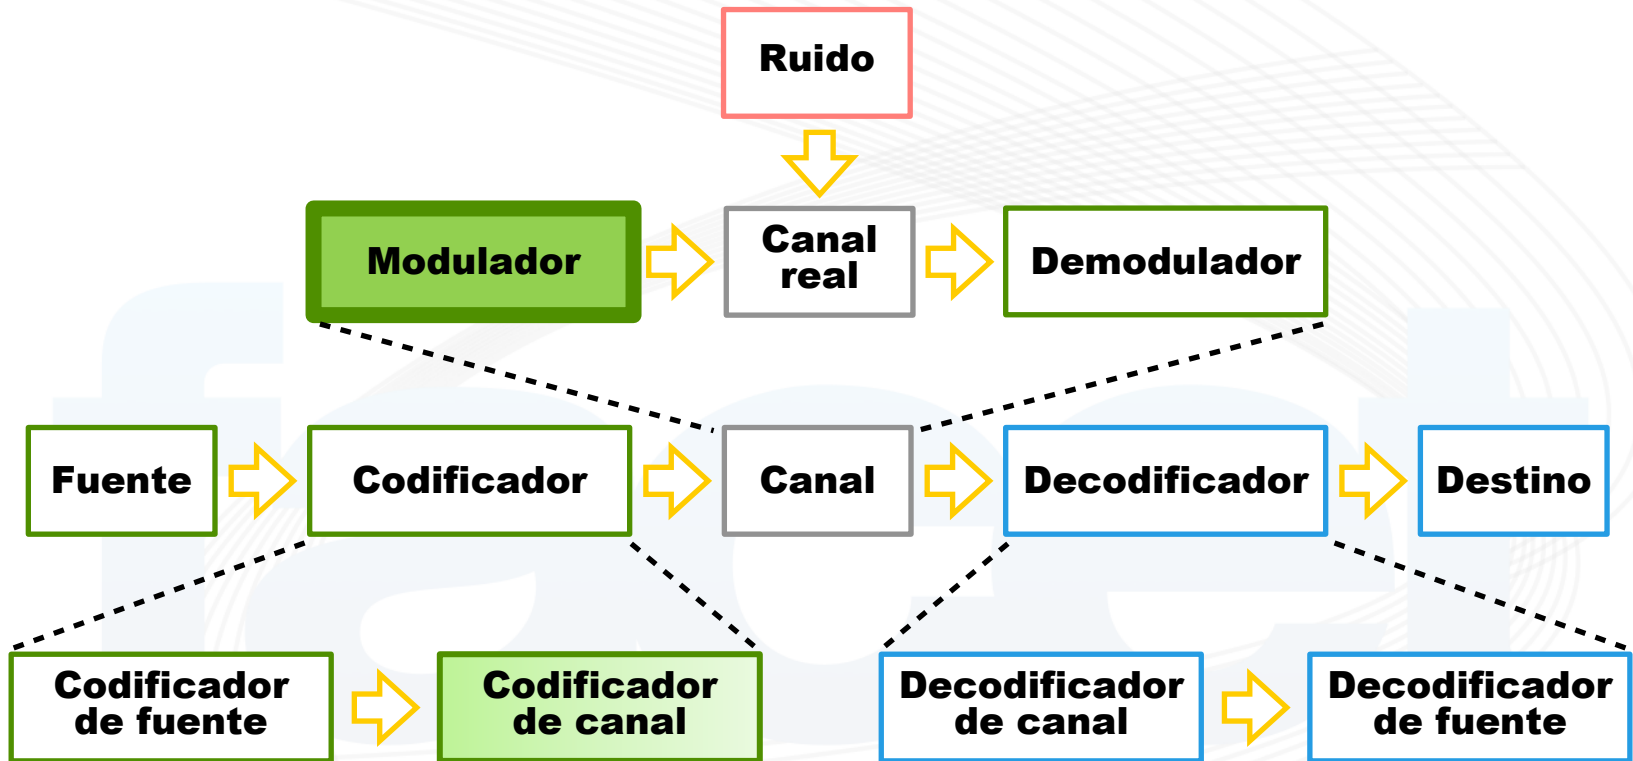 Ruido
Modulador
Canal
real
Demodulador
Fuente
Codificador
Canal
Decodificador
Destino
Codificador
de fuente
Codificador
de canal
Decodificador
de canal
Decodificador
de fuente
facet